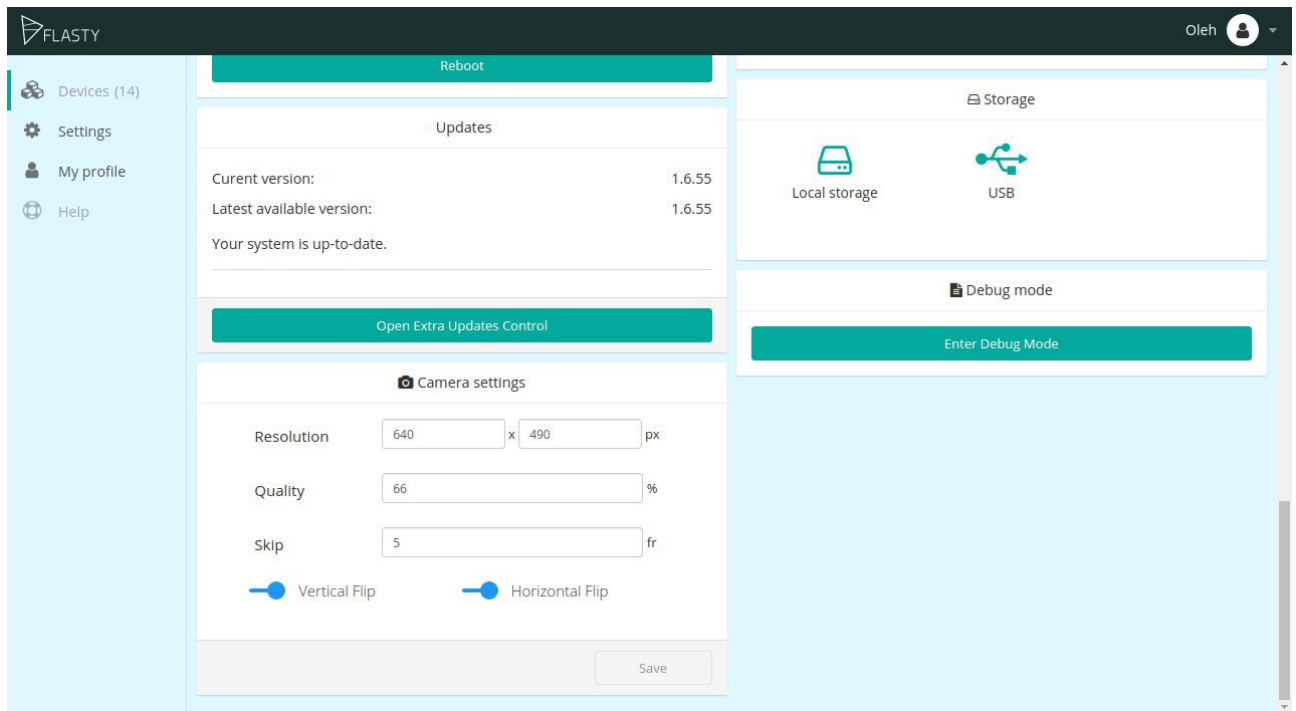 FLASTY
Oleh
Devices (14)
Settings
My profile
Help
Reboot
Updates
Curent version: 1.6.55
Latest available version: 1.6.55
Your system is up-to-date.
Open Extra Updates Control
Camera settings
Resolution 640 x 490 px
Quality 66 %
Skip 5 fr
Vertical Flip Horizontal Flip
Save
Storage
Local storage USB
Debug mode
Enter Debug Mode